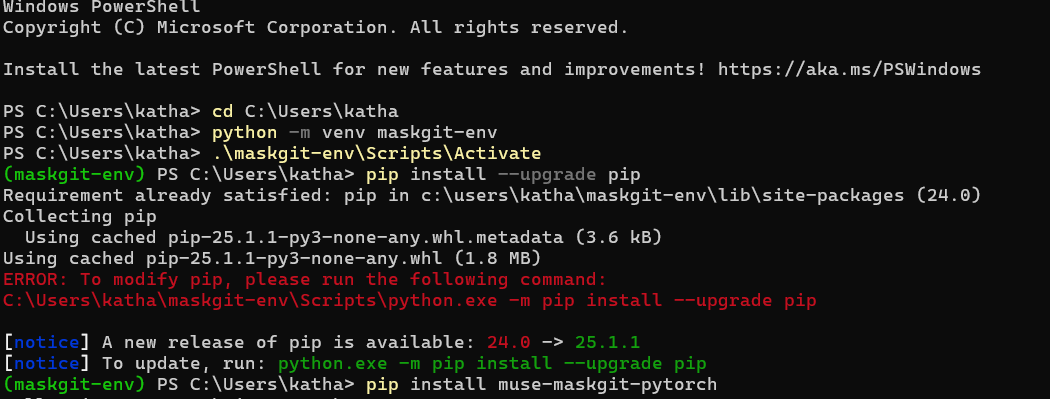 Windows PowerShell
Copyright (C) Microsoft Corporation. All rights reserved.
Install the latest PowerShell for new features and improvements! https://aka.ms/PSWindows
PS C:\Users\katha> cd C:\Users\katha
PS C:\Users\katha> python -m venv maskgit-env
PS C:\Users\katha> .\maskgit-env\Scripts\Activate
(maskgit-env) PS C:\Users\katha> pip install --upgrade pip
Requirement already satisfied: pip in c:\users\katha\maskgit-env\lib\site-packages (24.0)
Collecting pip
  Using cached pip-25.1.1-py3-none-any.whl.metadata (3.6 kB)
Using cached pip-25.1.1-py3-none-any.whl (1.8 MB)
ERROR: To modify pip, please run the following command:
C:\Users\katha\maskgit-env\Scripts\python.exe -m pip install --upgrade pip
[notice] A new release of pip is available: 24.0 -> 25.1.1
[notice] To update, run: python.exe -m pip install --upgrade pip
(maskgit-env) PS C:\Users\katha> pip install muse-maskgit-pytorch